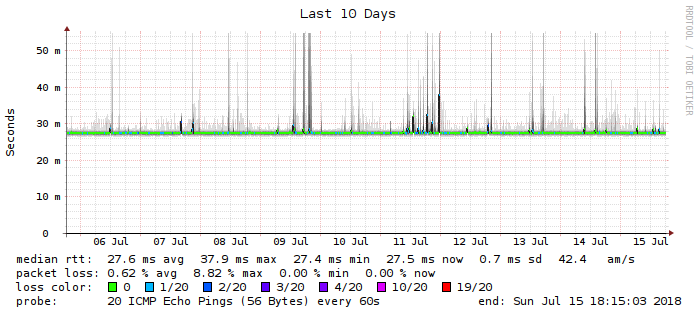 Last 10 Days
RRDTOOL / TOBI OETIKER
Seconds
50 m
40 m
30 m
20 m
10 m
0
06 Jul 07 Jul 08 Jul 09 Jul 10 Jul 11 Jul 12 Jul 13 Jul 14 Jul 15 Jul
median rtt: 27.6 ms avg 37.9 ms max 27.4 ms min 27.5 ms now 0.7 ms sd 42.4 am/s
packet loss: 0.62 % avg 8.82 % max 0.00 % min 0.00 % now
loss color: 0 1/20 2/20 3/20 4/20 10/20 19/20
probe: 20 ICMP Echo Pings (56 Bytes) every 60s end: Sun Jul 15 18:15:03 2018